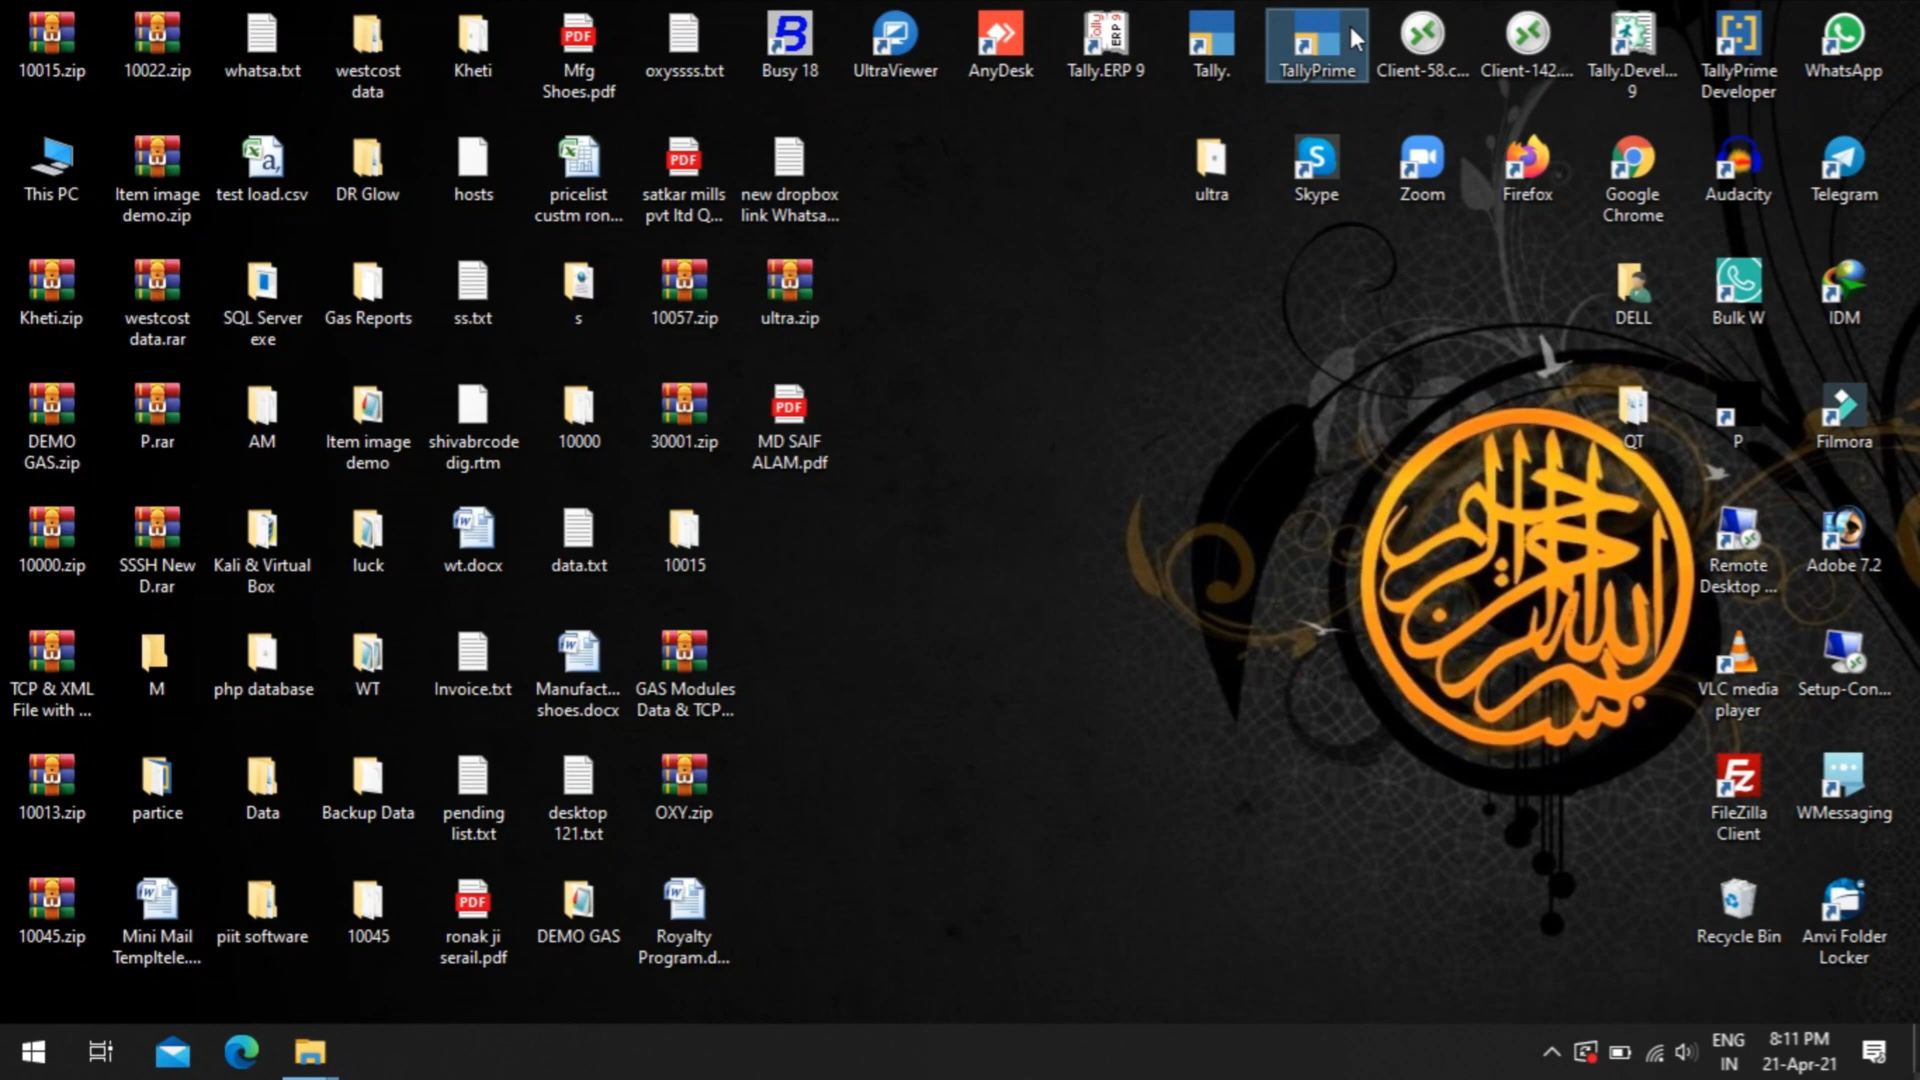 10015.zip
10022.zip
whatsa.txt
westcost
data
Kheti
Mfg
Shoes.pdf
oxyssss.txt
Busy 18
UltraViewer
AnyDesk
Tally.ERP 9
Tally.
TallyPrime
Client-58.c...
Client-142....
Tally.Devel...
9
TallyPrime
Developer
WhatsApp
This PC
Item image
demo.zip
test load.csv
DR Glow
hosts
pricelist
custm ron...
satkar mills
pvt ltd Q...
new dropbox
link Whatsa...
ultra
Skype
Zoom
Firefox
Google
Chrome
Audacity
Telegram
Kheti.zip
westcost
data.rar
SQL Server
exe
Gas Reports
ss.txt
s
10057.zip
ultra.zip
DELL
Bulk W
IDM
DEMO
GAS.zip
P.rar
AM
Item image
demo
shivabrcode
dig.rtm
10000
30001.zip
MD SAIF
ALAM.pdf
QT
P
Filmora
10000.zip
SSSH New
D.rar
Kali & Virtual
Box
luck
wt.docx
data.txt
10015
Remote
Desktop ...
Adobe 7.2
TCP & XML
File with ...
M
php database
WT
Invoice.txt
Manufact...
shoes.docx
GAS Modules
Data & TCP...
VLC media
player
Setup-Con...
10013.zip
partice
Data
Backup Data
pending
list.txt
desktop
121.txt
OXY.zip
FileZilla
Client
WMessaging
10045.zip
Mini Mail
Templtele....
piit software
10045
ronak ji
serail.pdf
DEMO GAS
Royalty
Program.d...
Recycle Bin
Anvi Folder
Locker
بسم الله الرحمن الرحيم
ENG
IN
8:11 PM
21-Apr-21